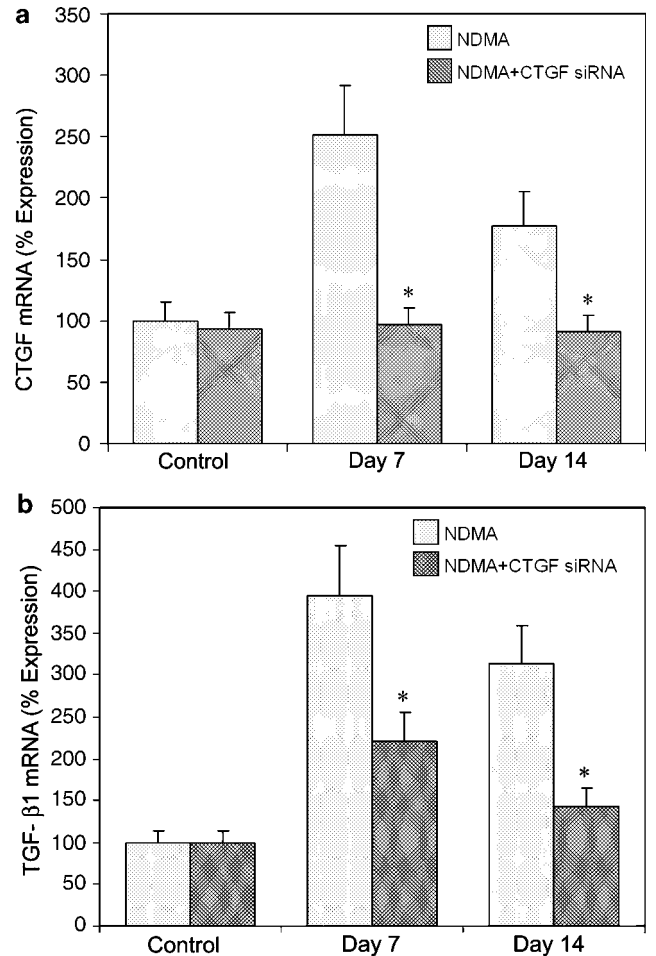 a
350
300
250
200
150
100
50
0
CTGF mRNA (% Expression)
NDMA
NDMA+CTGF siRNA
*
*
Control
Day 7
Day 14
b
500
450
400
350
300
250
200
150
100
50
0
TGF- β1 mRNA (% Expression)
NDMA
NDMA+CTGF siRNA
*
*
Control
Day 7
Day 14